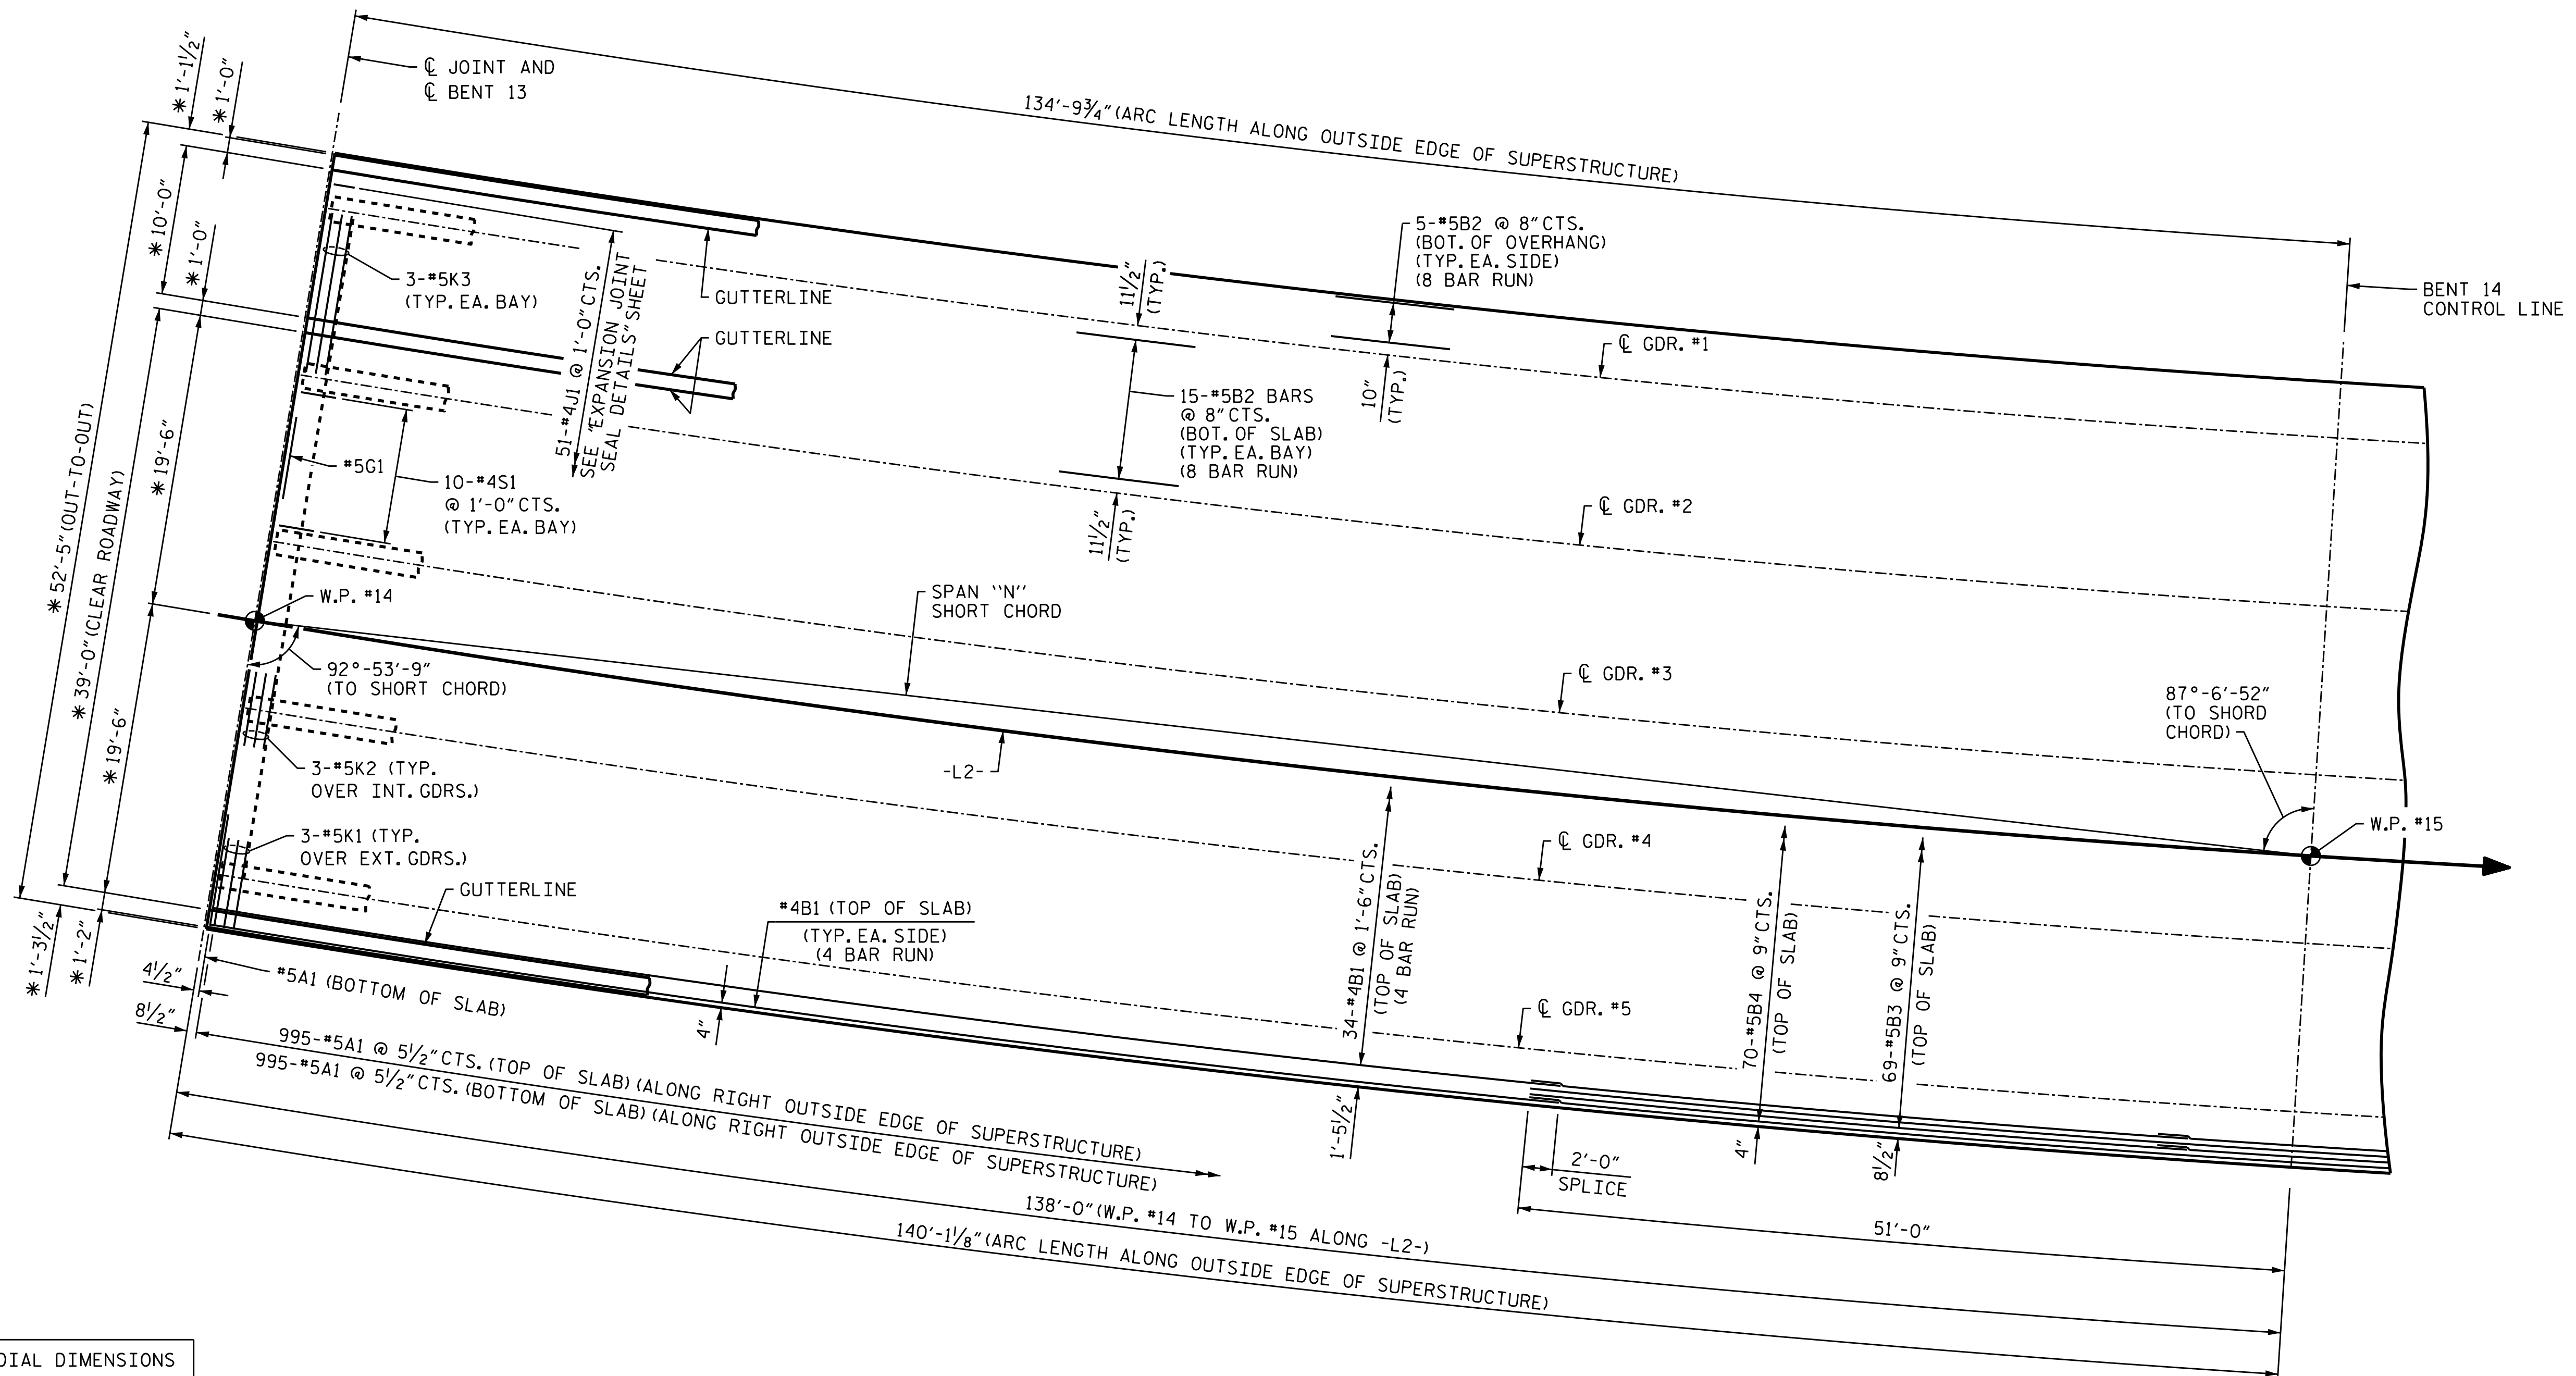 ✱ 1'-1½"
✱ 1'-0"
℄ JOINT AND
℄ BENT 13
134'-9¾" (ARC LENGTH ALONG OUTSIDE EDGE OF SUPERSTRUCTURE)
✱ 10'-0"
✱ 1'-0"
3-#5K3
(TYP. EA. BAY)
51-#4J1 @ 1'-0" CTS.
SEE "EXPANSION JOINT
SEAL DETAILS" SHEET
GUTTERLINE
GUTTERLINE
11½"
(TYP.)
5-#5B2 @ 8" CTS.
(BOT. OF OVERHANG)
(TYP. EA. SIDE)
(8 BAR RUN)
BENT 14
CONTROL LINE
℄ GDR. #1
10"
(TYP.)
15-#5B2 BARS
@ 8" CTS.
(BOT. OF SLAB)
(TYP. EA. BAY)
(8 BAR RUN)
11½"
(TYP.)
✱ 52'-5" (OUT-TO-OUT)
✱ 39'-0" (CLEAR ROADWAY)
✱ 19'-6"
#5G1
10-#4S1
@ 1'-0" CTS.
(TYP. EA. BAY)
℄ GDR. #2
W.P. #14
SPAN ``N''
SHORT CHORD
92°-53'-9"
(TO SHORT CHORD)
℄ GDR. #3
87°-6'-52"
(TO SHORD
CHORD)
✱ 19'-6"
3-#5K2 (TYP.
OVER INT. GDRS.)
-L2-
W.P. #15
3-#5K1 (TYP.
OVER EXT. GDRS.)
℄ GDR. #4
GUTTERLINE
#4B1 (TOP OF SLAB)
(TYP. EA. SIDE)
(4 BAR RUN)
34-#4B1 @ 1'-6" CTS.
(TOP OF SLAB)
(4 BAR RUN)
70-#5B4 @ 9" CTS.
(TOP OF SLAB)
69-#5B3 @ 9" CTS.
(TOP OF SLAB)
✱ 1'-3½"
✱ 1'-2"
4½"
8½"
#5A1 (BOTTOM OF SLAB)
4"
℄ GDR. #5
995-#5A1 @ 5½" CTS. (TOP OF SLAB) (ALONG RIGHT OUTSIDE EDGE OF SUPERSTRUCTURE)
995-#5A1 @ 5½" CTS. (BOTTOM OF SLAB) (ALONG RIGHT OUTSIDE EDGE OF SUPERSTRUCTURE)
1'-5½"
4"
8½"
2'-0"
SPLICE
51'-0"
138'-0" (W.P. #14 TO W.P. #15 ALONG -L2-)
140'-1⅛" (ARC LENGTH ALONG OUTSIDE EDGE OF SUPERSTRUCTURE)
DIAL DIMENSIONS